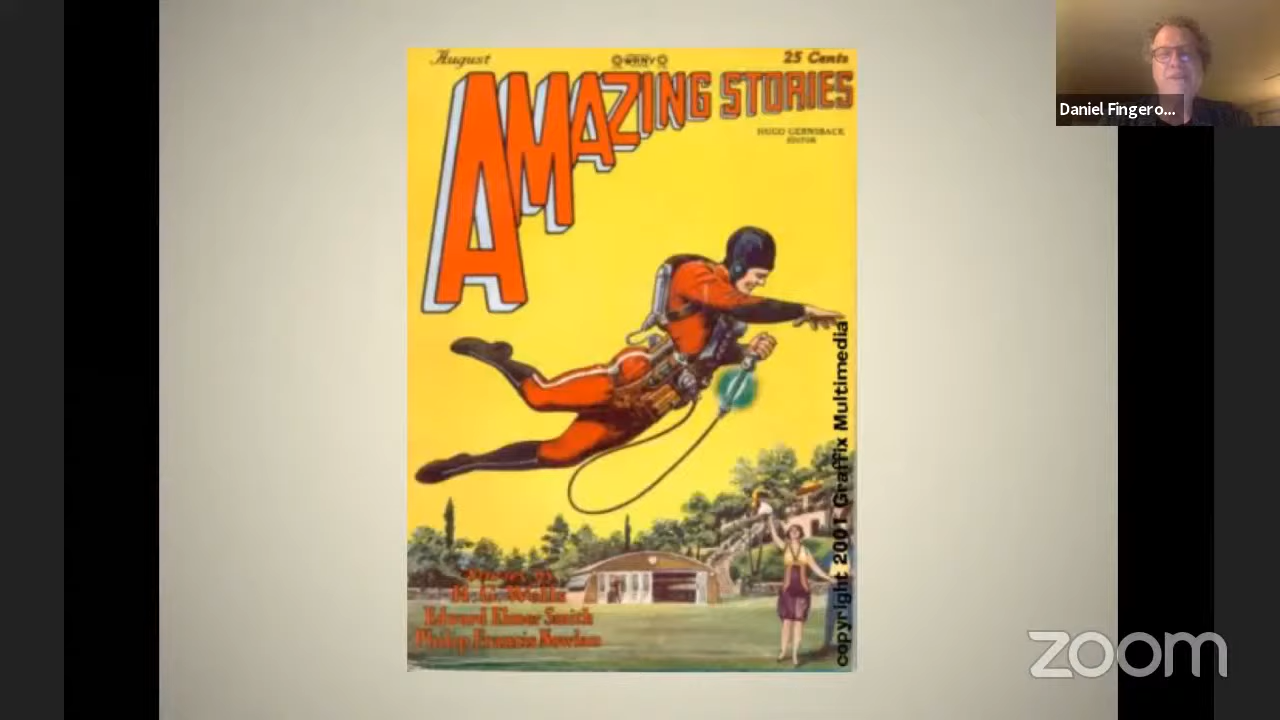 August
WRNY
25 Cents
AMAZING STORIES
HUGO GERNSBACK
EDITOR
H. G. Wells
Edward Elmer Smith
Philip Francis Nowlan
copyright 2001 Graffix Multimedia
Daniel Fingero...
zoom